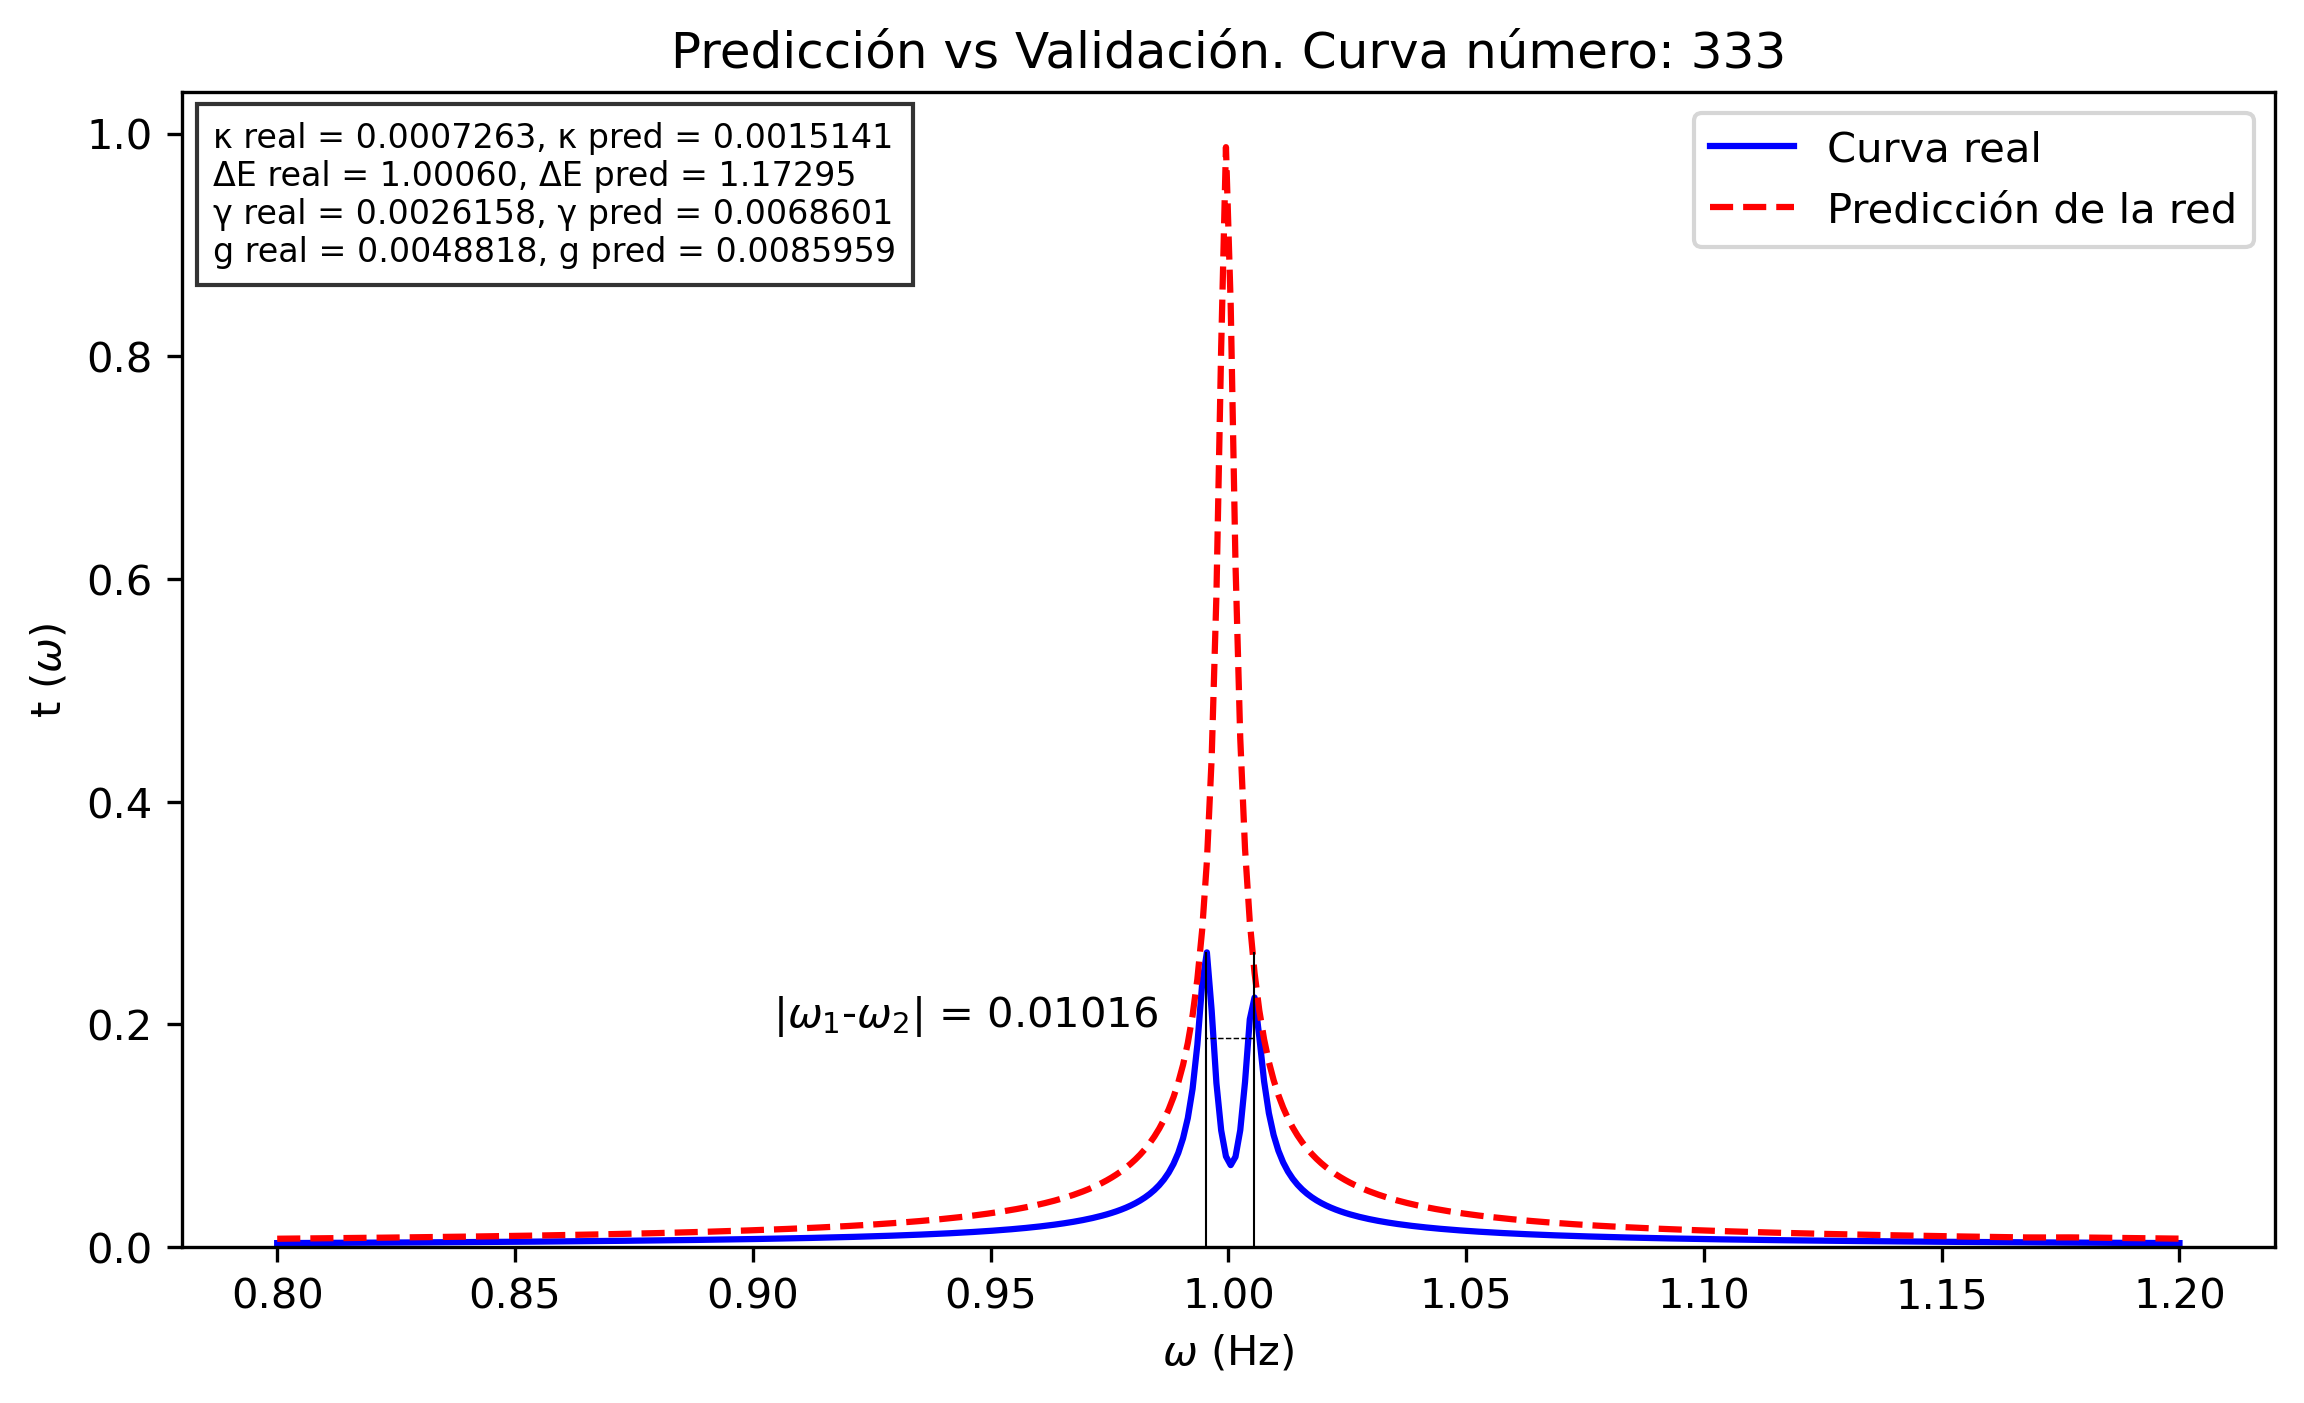 Predicción vs Validación. Curva número: 333
κ real = 0.0007263, κ pred = 0.0015141
ΔE real = 1.00060, ΔE pred = 1.17295
γ real = 0.0026158, γ pred = 0.0068601
g real = 0.0048818, g pred = 0.0085959
Curva real
Predicción de la red
1.0
0.8
0.6
0.4
0.2
0.0
t (ω)
|ω₁-ω₂| = 0.01016
0.80 0.85 0.90 0.95 1.00 1.05 1.10 1.15 1.20
ω (Hz)